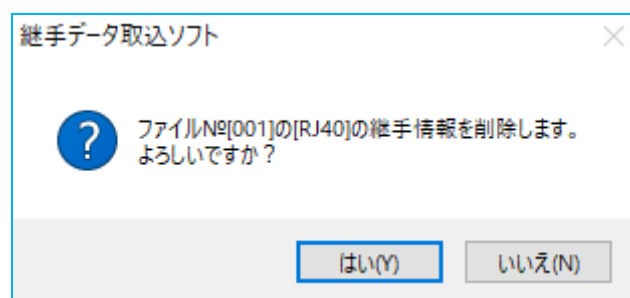 継手データ取込ソフト
ファイル№[001]の[RJ40]の継手情報を削除します。
よろしいですか？
はい(Y)
いいえ(N)